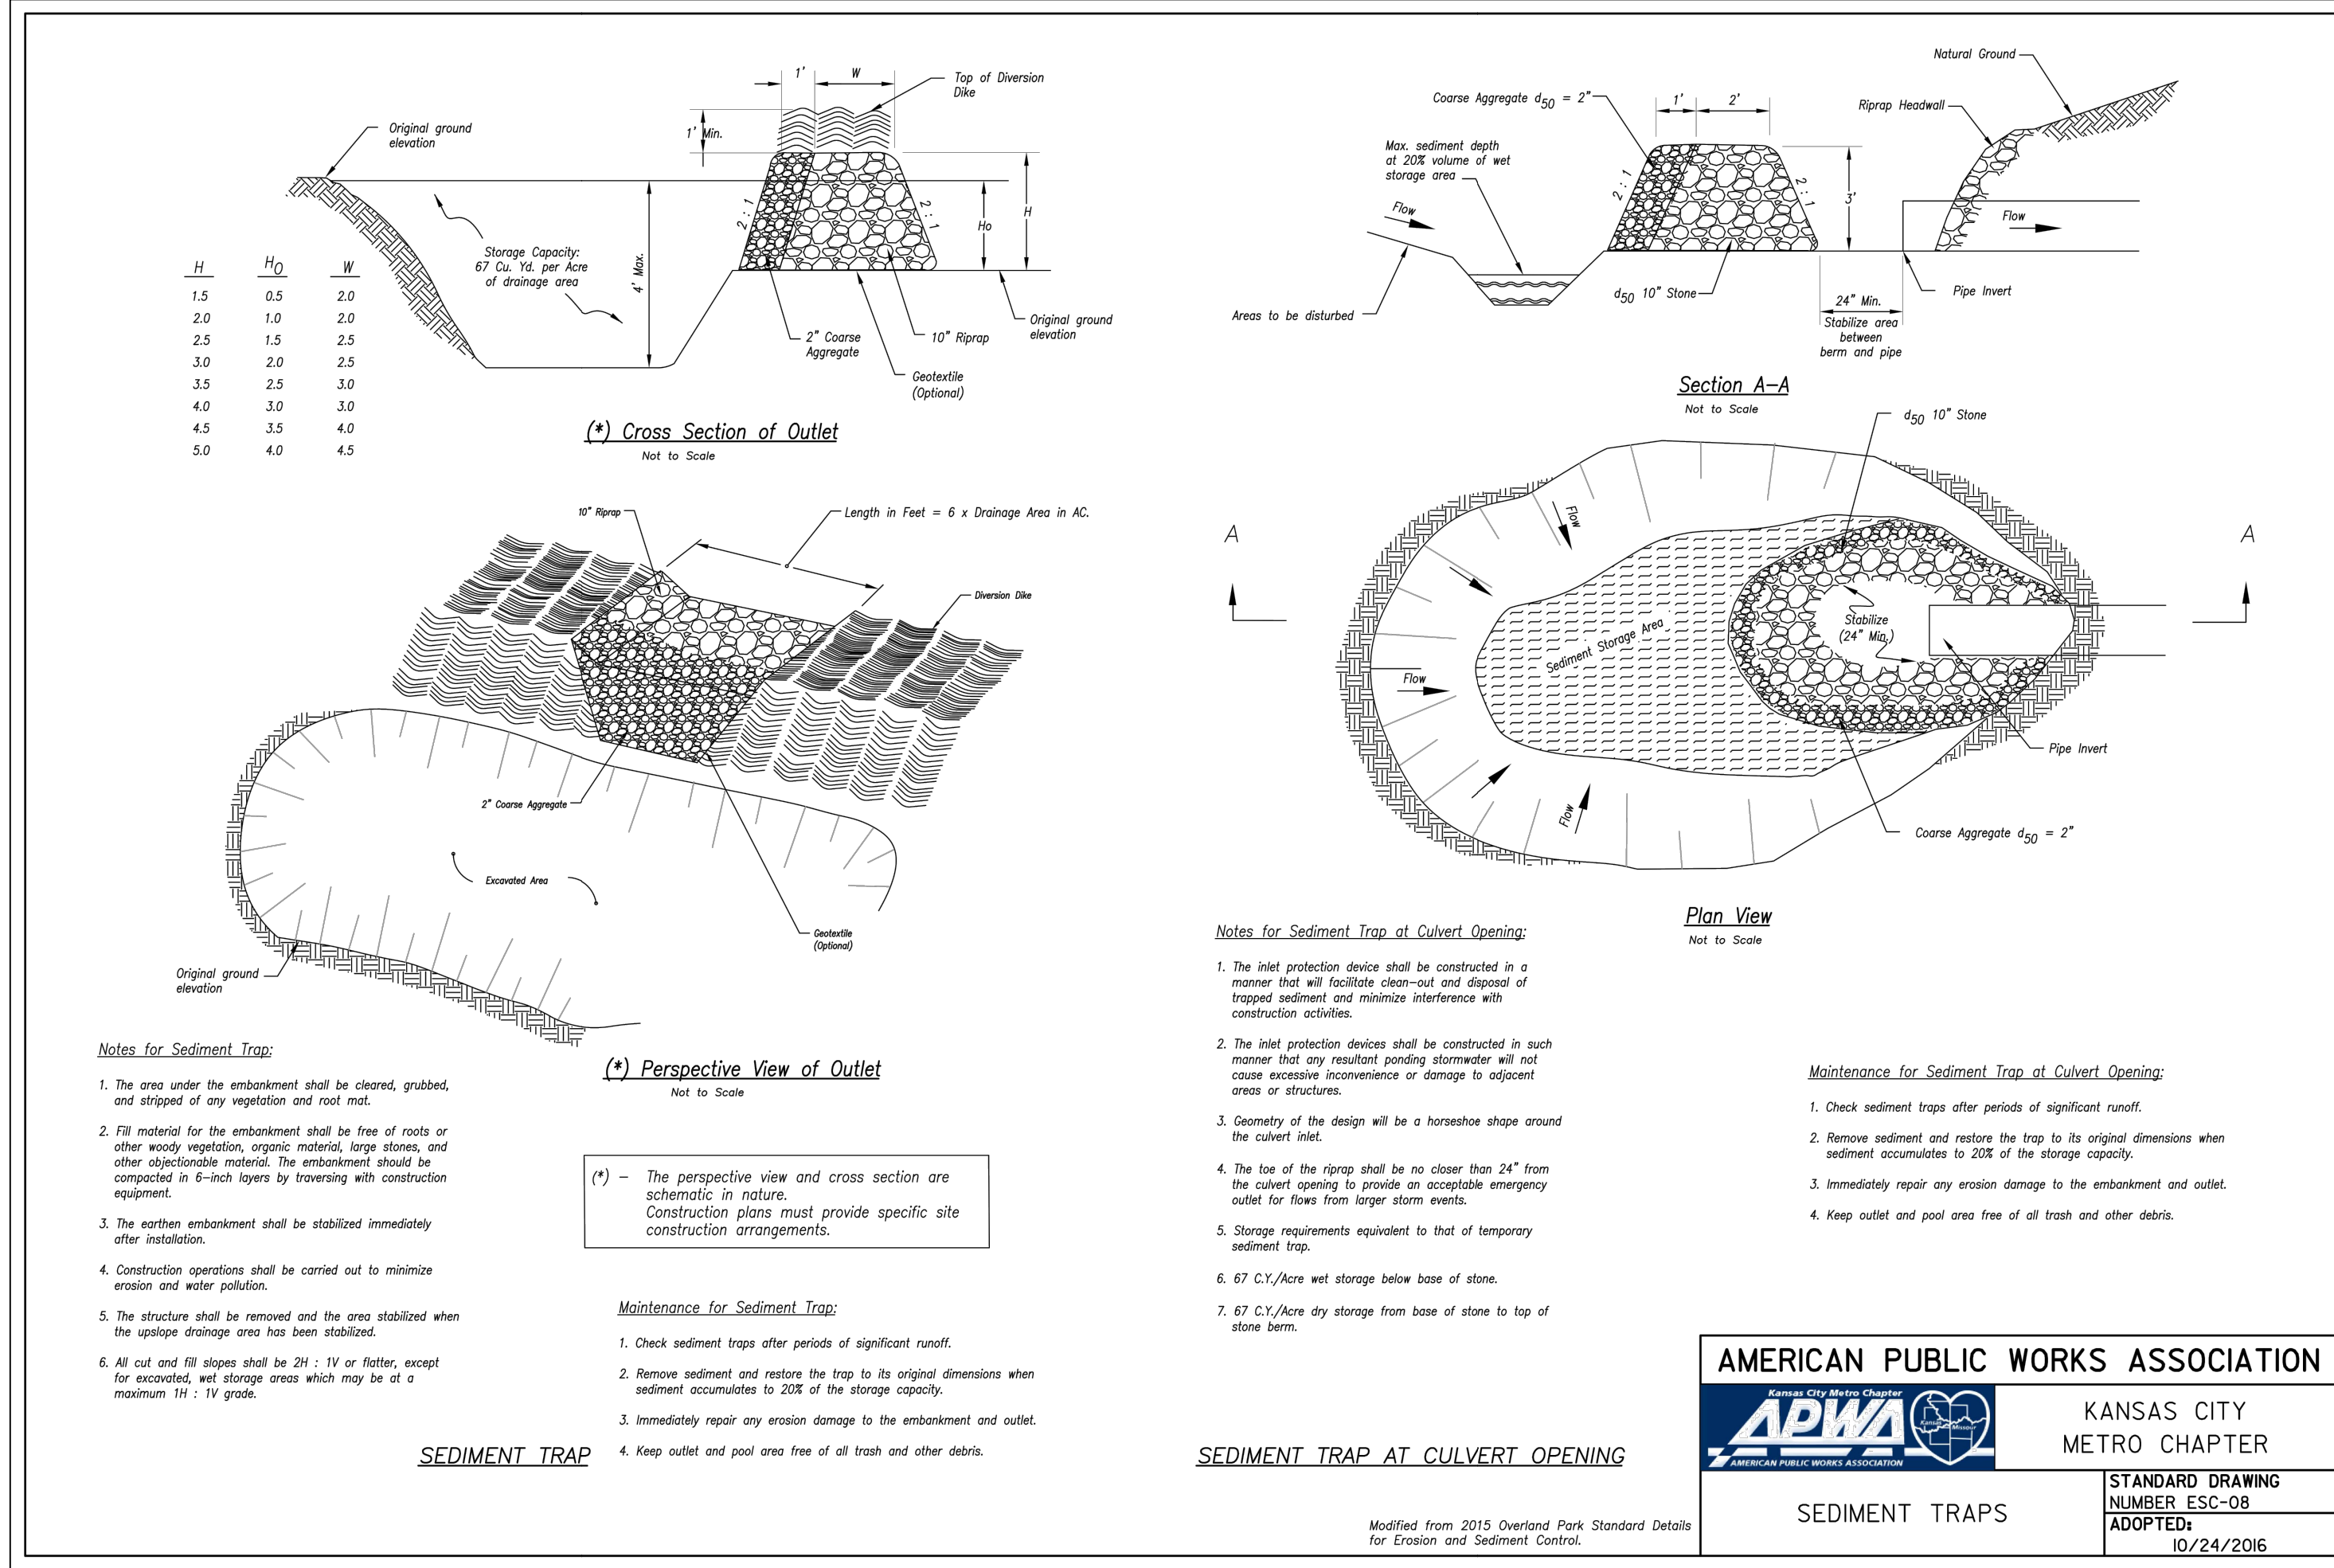 1' W
Top of Diversion
Dike
1' Min.
Original ground
elevation
Storage Capacity:
67 Cu. Yd. per Acre
of drainage area
4' Max.
2 : 1
2 : 1
Ho
H
H HO W
1.5 0.5 2.0
2.0 1.0 2.0
2.5 1.5 2.5
3.0 2.0 2.5
3.5 2.5 3.0
4.0 3.0 3.0
4.5 3.5 4.0
5.0 4.0 4.5
2" Coarse
Aggregate
10" Riprap
Original ground
elevation
Geotextile
(Optional)
(*) Cross Section of Outlet
Not to Scale
10" Riprap
Length in Feet = 6 x Drainage Area in AC.
Diversion Dike
2" Coarse Aggregate
Excavated Area
Geotextile
(Optional)
Original ground
elevation
(*) Perspective View of Outlet
Not to Scale
Notes for Sediment Trap:
1. The area under the embankment shall be cleared, grubbed,
and stripped of any vegetation and root mat.
2. Fill material for the embankment shall be free of roots or
other woody vegetation, organic material, large stones, and
other objectionable material. The embankment should be
compacted in 6-inch layers by traversing with construction
equipment.
3. The earthen embankment shall be stabilized immediately
after installation.
4. Construction operations shall be carried out to minimize
erosion and water pollution.
5. The structure shall be removed and the area stabilized when
the upslope drainage area has been stabilized.
6. All cut and fill slopes shall be 2H : 1V or flatter, except
for excavated, wet storage areas which may be at a
maximum 1H : 1V grade.
(*) – The perspective view and cross section are
schematic in nature.
Construction plans must provide specific site
construction arrangements.
Maintenance for Sediment Trap:
1. Check sediment traps after periods of significant runoff.
2. Remove sediment and restore the trap to its original dimensions when
sediment accumulates to 20% of the storage capacity.
3. Immediately repair any erosion damage to the embankment and outlet.
4. Keep outlet and pool area free of all trash and other debris.
SEDIMENT TRAP
Natural Ground
Coarse Aggregate d50 = 2"
1' 2'
Riprap Headwall
Max. sediment depth
at 20% volume of wet
storage area
2 : 1
2 : 1
3'
Flow
Flow
Areas to be disturbed
d50 10" Stone
24" Min.
Stabilize area
between
berm and pipe
Pipe Invert
Section A–A
Not to Scale
d50 10" Stone
A
A
Flow
Flow
Flow
Sediment Storage Area
Stabilize
(24" Min.)
Pipe Invert
Coarse Aggregate d50 = 2"
Plan View
Not to Scale
Notes for Sediment Trap at Culvert Opening:
1. The inlet protection device shall be constructed in a
manner that will facilitate clean-out and disposal of
trapped sediment and minimize interference with
construction activities.
2. The inlet protection devices shall be constructed in such
manner that any resultant ponding stormwater will not
cause excessive inconvenience or damage to adjacent
areas or structures.
3. Geometry of the design will be a horseshoe shape around
the culvert inlet.
4. The toe of the riprap shall be no closer than 24" from
the culvert opening to provide an acceptable emergency
outlet for flows from larger storm events.
5. Storage requirements equivalent to that of temporary
sediment trap.
6. 67 C.Y./Acre wet storage below base of stone.
7. 67 C.Y./Acre dry storage from base of stone to top of
stone berm.
Maintenance for Sediment Trap at Culvert Opening:
1. Check sediment traps after periods of significant runoff.
2. Remove sediment and restore the trap to its original dimensions when
sediment accumulates to 20% of the storage capacity.
3. Immediately repair any erosion damage to the embankment and outlet.
4. Keep outlet and pool area free of all trash and other debris.
SEDIMENT TRAP AT CULVERT OPENING
Modified from 2015 Overland Park Standard Details
for Erosion and Sediment Control.
AMERICAN PUBLIC WORKS ASSOCIATION
Kansas City Metro Chapter
APWA
Kansas Missouri
AMERICAN PUBLIC WORKS ASSOCIATION
KANSAS CITY
METRO CHAPTER
SEDIMENT TRAPS
STANDARD DRAWING
NUMBER ESC-08
ADOPTED:
10/24/2016